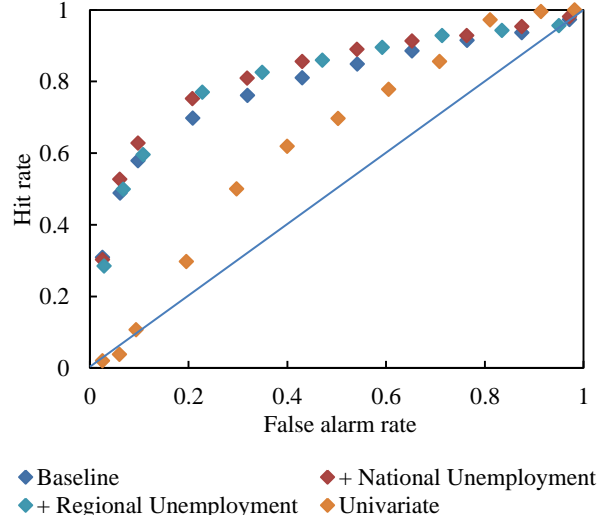 1
0.8
0.6
0.4
0.2
0
Hit rate
0 0.2 0.4 0.6 0.8 1
False alarm rate
Baseline + National Unemployment
+ Regional Unemployment Univariate